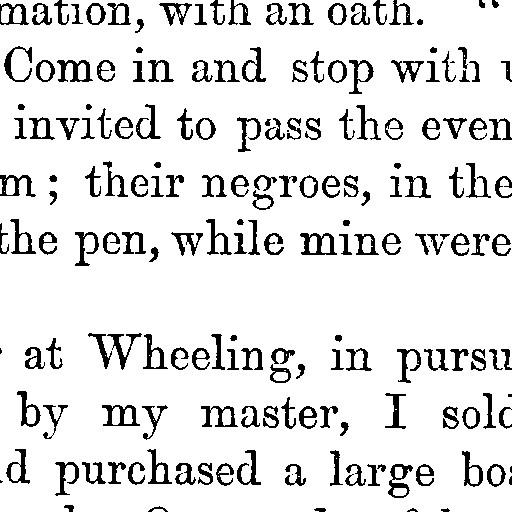 mation, with an oath. "
Come in and stop with
invited to pass the even
m; their negroes, in the
the pen, while mine were
at Wheeling, in pursu
by my master, I sold
d purchased a large boa